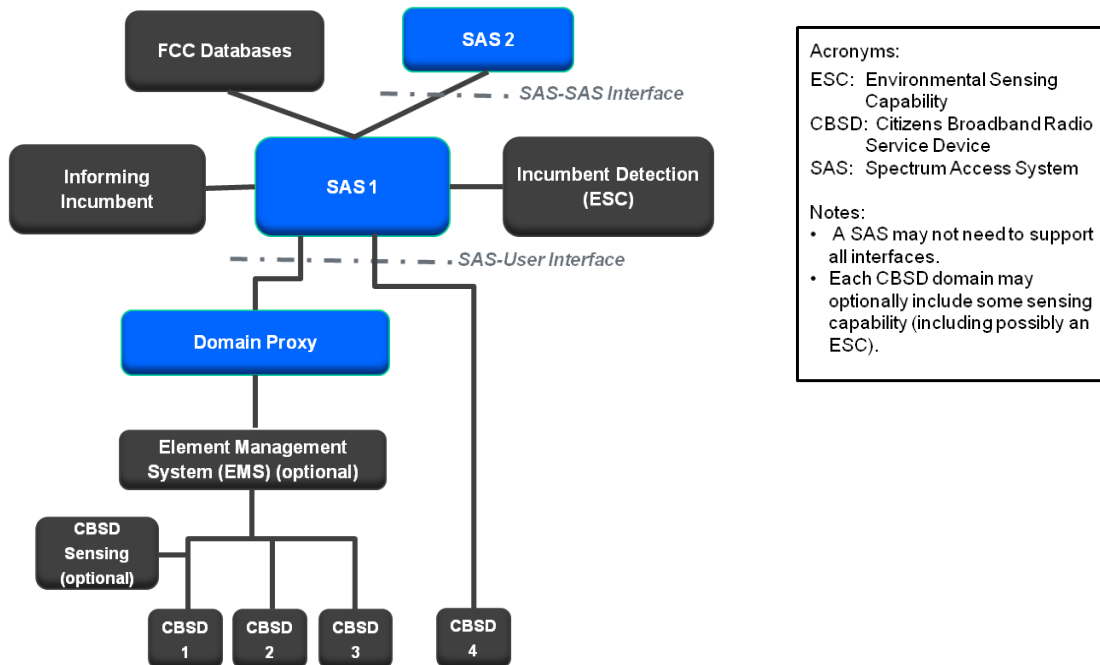 FCC Databases
SAS 2
SAS-SAS Interface
Informing
Incumbent
SAS 1
Incumbent Detection
(ESC)
SAS-User Interface
Domain Proxy
Element Management
System (EMS) (optional)
CBSD
Sensing
(optional)
CBSD
1
CBSD
2
CBSD
3
CBSD
4
Acronyms:
ESC: Environmental Sensing
Capability
CBSD: Citizens Broadband Radio
Service Device
SAS: Spectrum Access System
Notes:
• A SAS may not need to support
all interfaces.
• Each CBSD domain may
optionally include some sensing
capability (including possibly an
ESC).